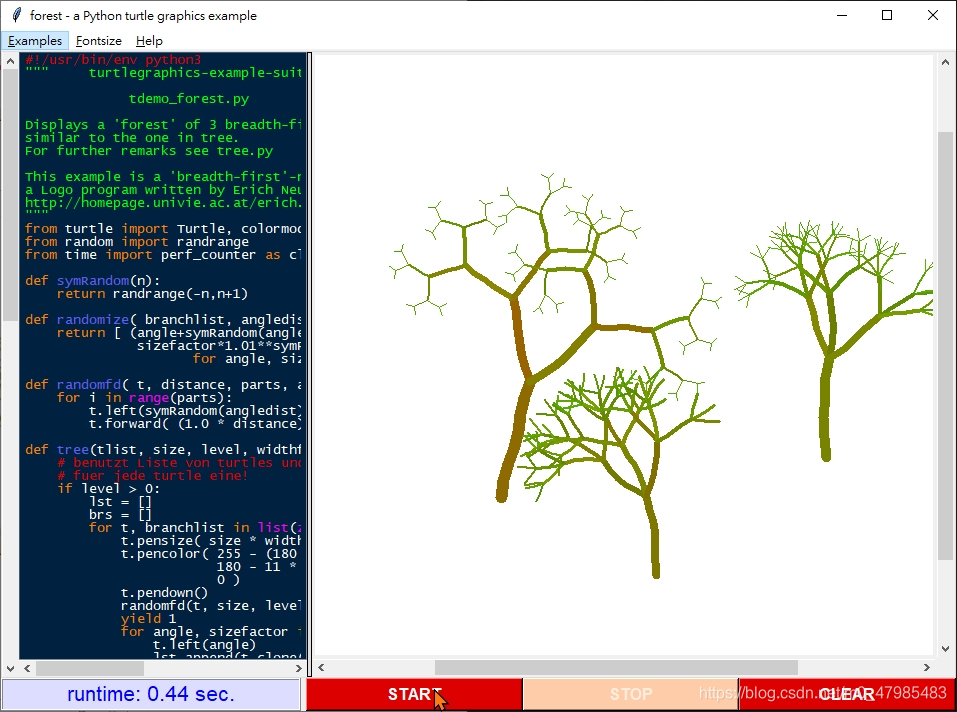 forest - a Python turtle graphics example
Examples Fontsize Help
#!/usr/bin/env python3
""" turtlegraphics-example-suit
tdemo_forest.py
Displays a 'forest' of 3 breadth-fi
similar to the one in tree.
For further remarks see tree.py
This example is a 'breadth-first'-r
a Logo program written by Erich Neu
http://homepage.univie.ac.at/erich.
"""
from turtle import Turtle, colormod
from random import randrange
from time import perf_counter as cl
def symRandom(n):
return randrange(-n,n+1)
def randomize( branchlist, angledis
return [ (angle+symRandom(angle
sizefactor*1.01**symR
for angle, siz
def randomfd( t, distance, parts, a
for i in range(parts):
t.left(symRandom(angledist)
t.forward( (1.0 * distance)
def tree(tlist, size, level, widthf
# benutzt Liste von turtles und
# fuer jede turtle eine!
if level > 0:
lst = []
brs = []
for t, branchlist in list(z
t.pensize( size * widt
t.pencolor( 255 - (180
180 - 11 *
0 )
t.pendown()
randomfd(t, size, level
yield 1
for angle, sizefactor i
t.left(angle)
lst.append(t.clone(
runtime: 0.44 sec.
START
STOP
CLEAR